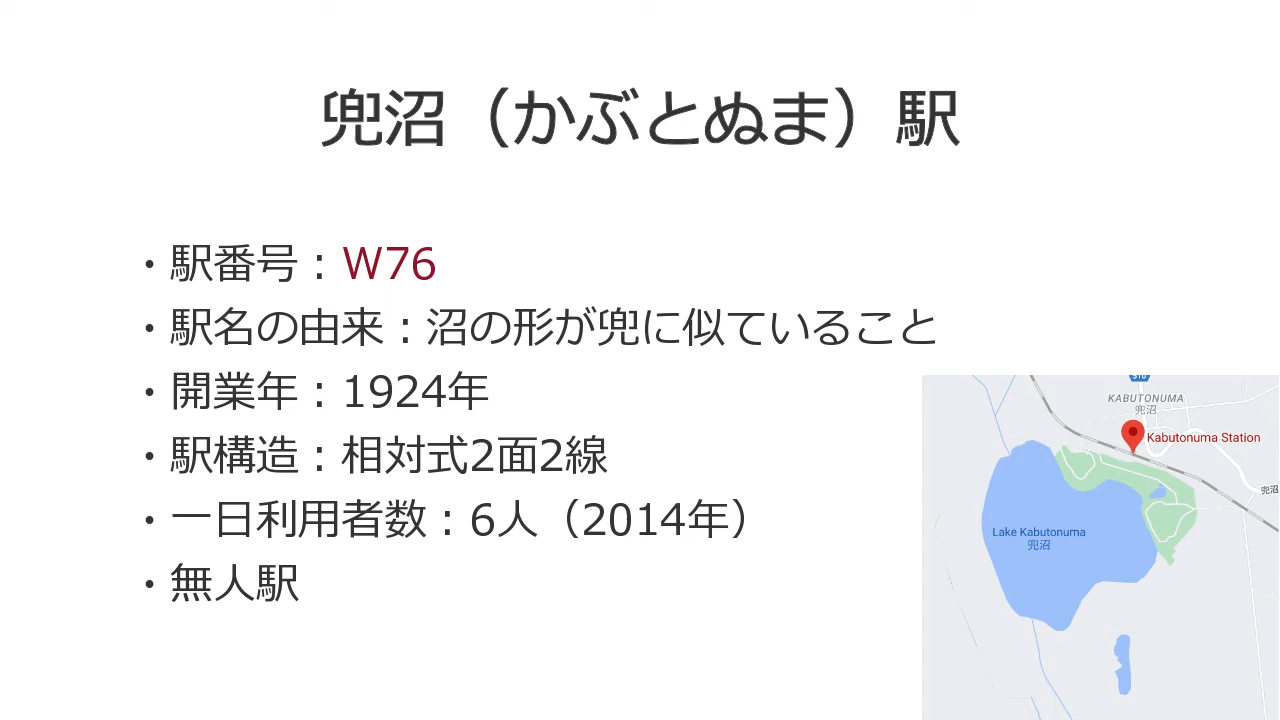 兜沼（かぶとぬま）駅
・駅番号：W76
・駅名の由来：沼の形が兜に似ていること
・開業年：1924年
・駅構造：相対式2面2線
・一日利用者数：6人（2014年）
・無人駅
510
KABUTONUMA
兜沼
Kabutonuma Station
兜沼
Lake Kabutonuma
兜沼